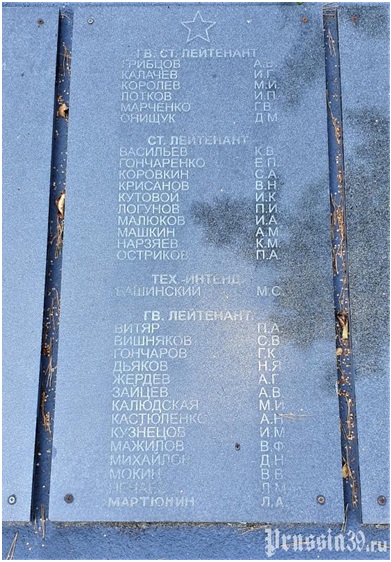 ГВ. СТ. ЛЕЙТЕНАНТ
ГРИБЦОВ А.В.
КАЛАЧЕВ И.Г.
КОРОЛЕВ М.И.
ЛОТКОВ И.П.
МАРЧЕНКО Г.В.
ОНИЩУК Д.М.
СТ. ЛЕЙТЕНАНТ
ВАСИЛЬЕВ К.В.
ГОНЧАРЕНКО Е.П.
КОРОВКИН С.А.
КРИСАНОВ В.Н.
КУТОВОЙ И.К.
ЛОГУНОВ П.И.
МАЛЮКОВ И.А.
МАШКИН А.М.
НАРЗЯЕВ К.М.
ОСТРИКОВ П.А.
ТЕХ.-ИНТЕНД.
БАШИНСКИЙ М.С.
ГВ. ЛЕЙТЕНАНТ
ВИТЯР П.А.
ВИШНЯКОВ С.В.
ГОНЧАРОВ Г.К.
ДЬЯКОВ Н.Я.
ЖЕРДЕВ А.Г.
ЗАЙЦЕВ А.В.
КАЛЮДСКАЯ М.И.
КАСТЮЛЕНКО А.Н.
КУЗНЕЦОВ И.М.
МАЖИЛОВ В.Ф.
МИХАЙЛОВ Д.Н.
МОКИН В.Б.
Л.М.
МАРТЮНИН Л.А.
Prussia39.ru